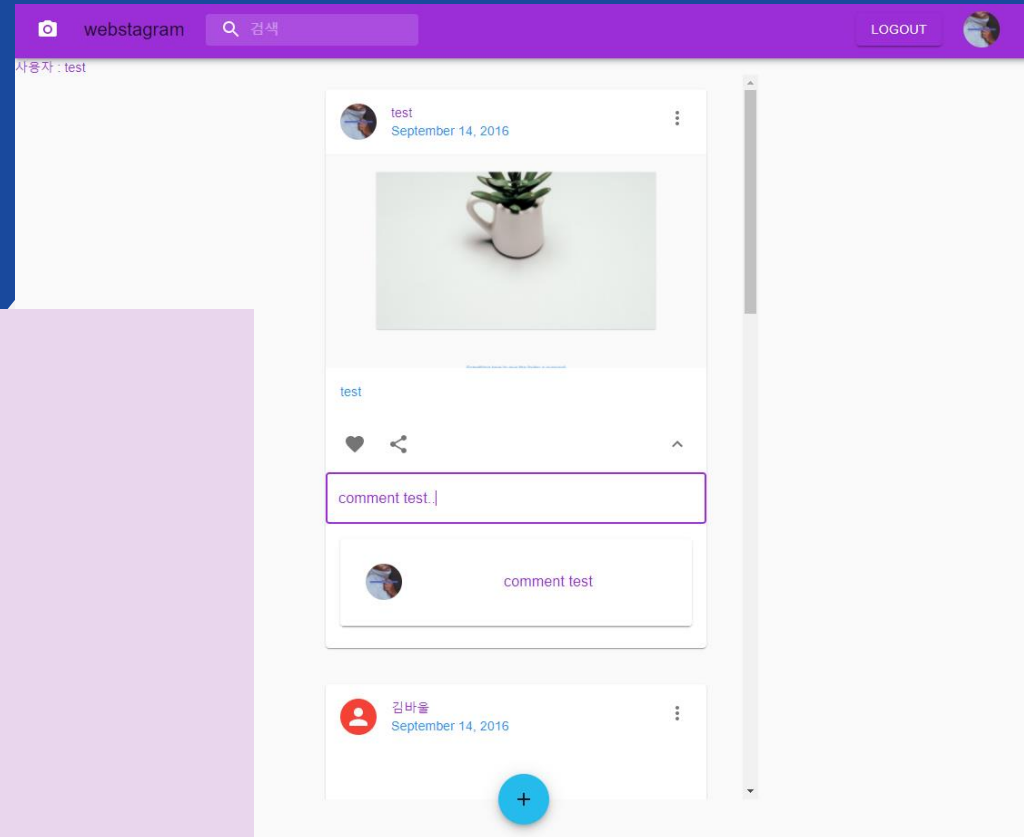 webstagram
검색
LOGOUT
사용자 : test
test
September 14, 2016
test
comment test..
comment test
김바울
September 14, 2016